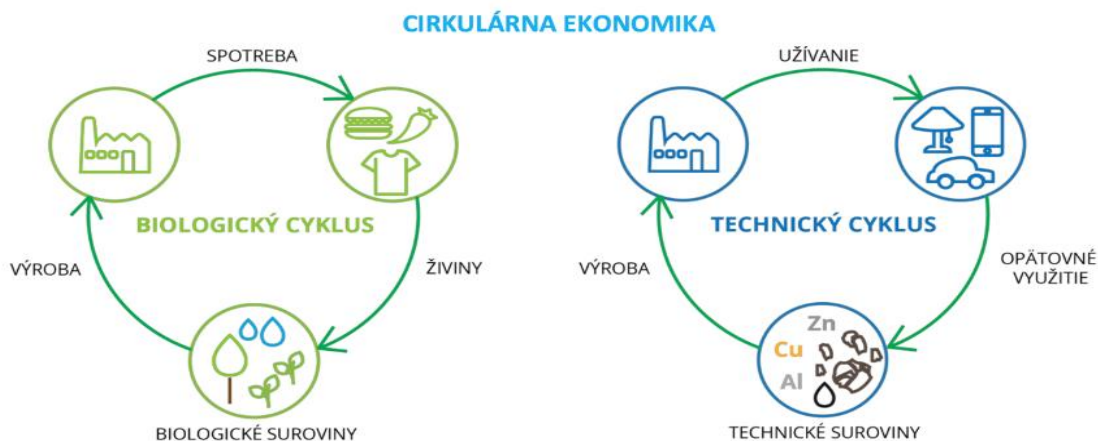 CIRKULÁRNA EKONOMIKA
SPOTREBA
BIOLOGICKÝ CYKLUS
VÝROBA
ŽIVINY
BIOLOGICKÉ SUROVINY
UŽÍVANIE
TECHNICKÝ CYKLUS
VÝROBA
OPÄTOVNÉ
VYUŽITIE
Zn
Cu
Al
TECHNICKÉ SUROVINY